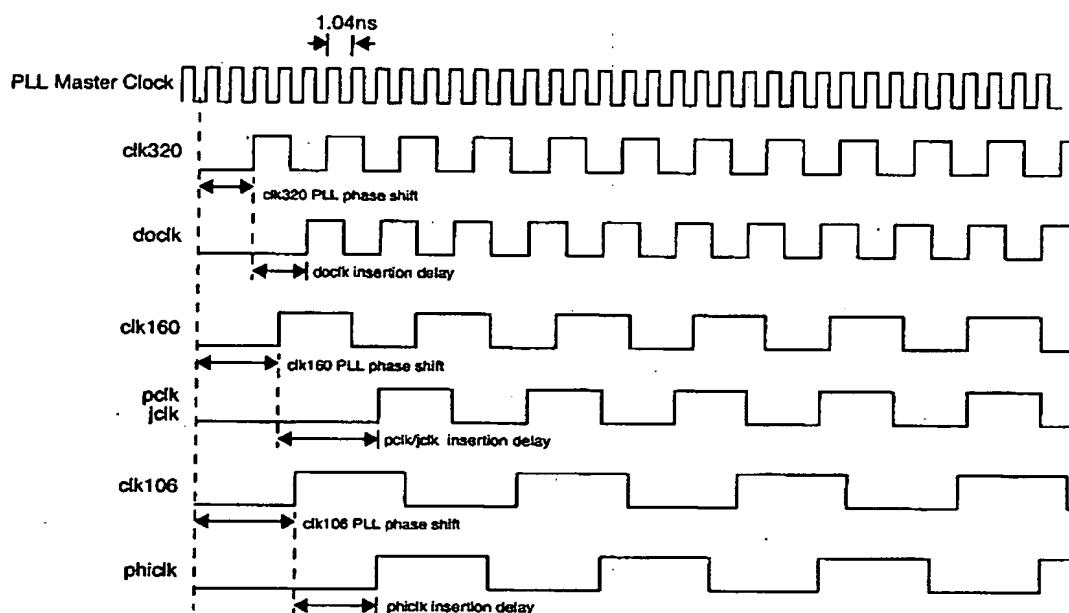 1.04ns
PLL Master Clock
clk320
clk320 PLL phase shift
doclk
doclk insertion delay
clk160
clk160 PLL phase shift
pclk
jclk
pclk/jclk insertion delay
clk106
clk106 PLL phase shift
phiclk
phiclk insertion delay